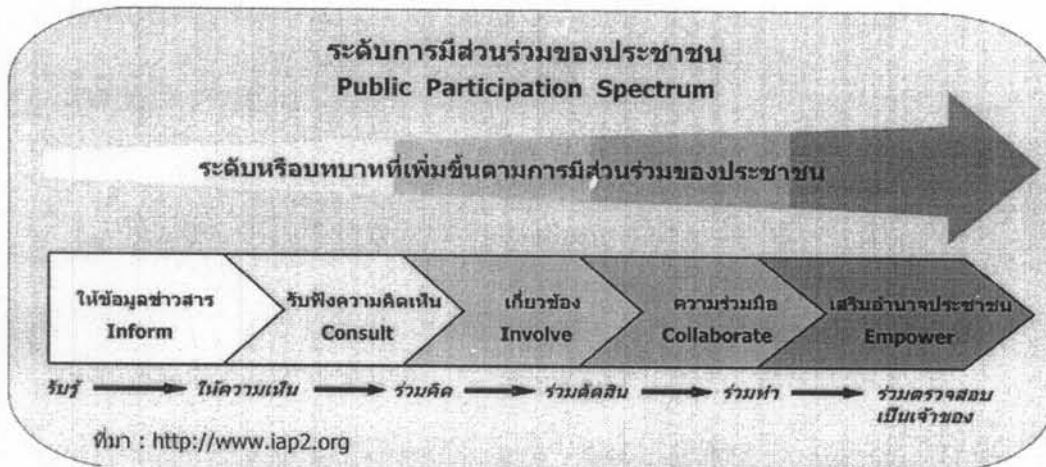 ระดับการมีส่วนร่วมของประชาชน
Public Participation Spectrum
ระดับหรือบทบาทที่เพิ่มขึ้นตามการมีส่วนร่วมของประชาชน
ให้ข้อมูลข่าวสาร รับฟังความคิดเห็น เกี่ยวข้อง ความร่วมมือ เสริมอำนาจประชาชน
Inform Consult Involve Collaborate Empower
รับรู้ ให้ความเห็น ร่วมคิด ร่วมตัดสิน ร่วมทำ ร่วมตรวจสอบ
เป็นเจ้าของ
ที่มา : http://www.iap2.org